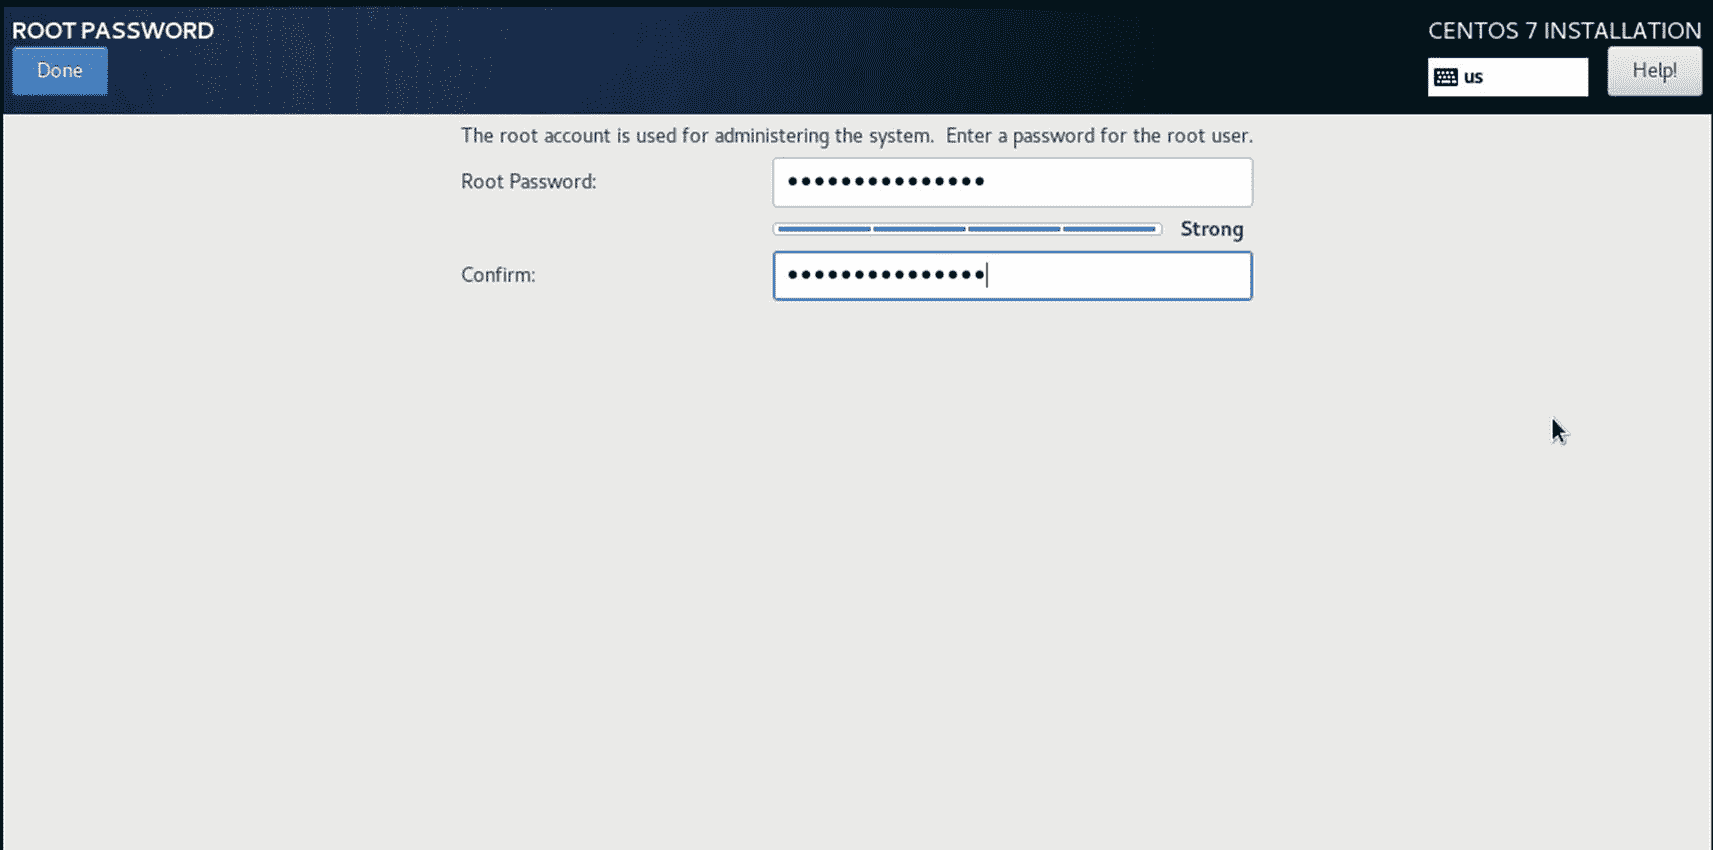 ROOT PASSWORD
CENTOS 7 INSTALLATION
Done
us
Help!
The root account is used for administering the system.  Enter a password for the root user.
Root Password:
●●●●●●●●●●●●●●●
Strong
Confirm:
●●●●●●●●●●●●●●●